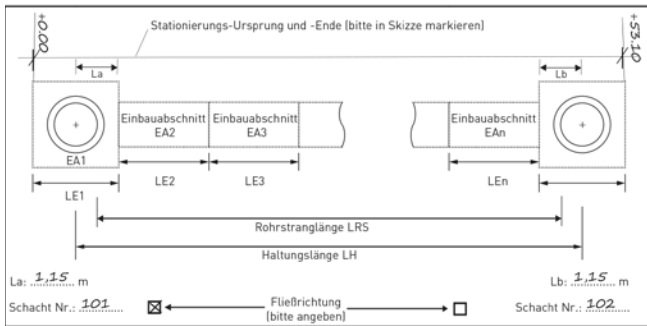 Stationierungs-Ursprung und -Ende (bitte in Skizze markieren)
+0.00
+53.10
La
Lb
Einbauabschnitt
EA2
Einbauabschnitt
EA3
Einbauabschnitt
EAn
EA1
LE1
LE2
LE3
LEn
Rohrstranglänge LRS
Haltungslänge LH
La: 1,15 m
Lb: 1,15 m
Schacht Nr.: 101
Fließrichtung
(bitte angeben)
Schacht Nr.: 102